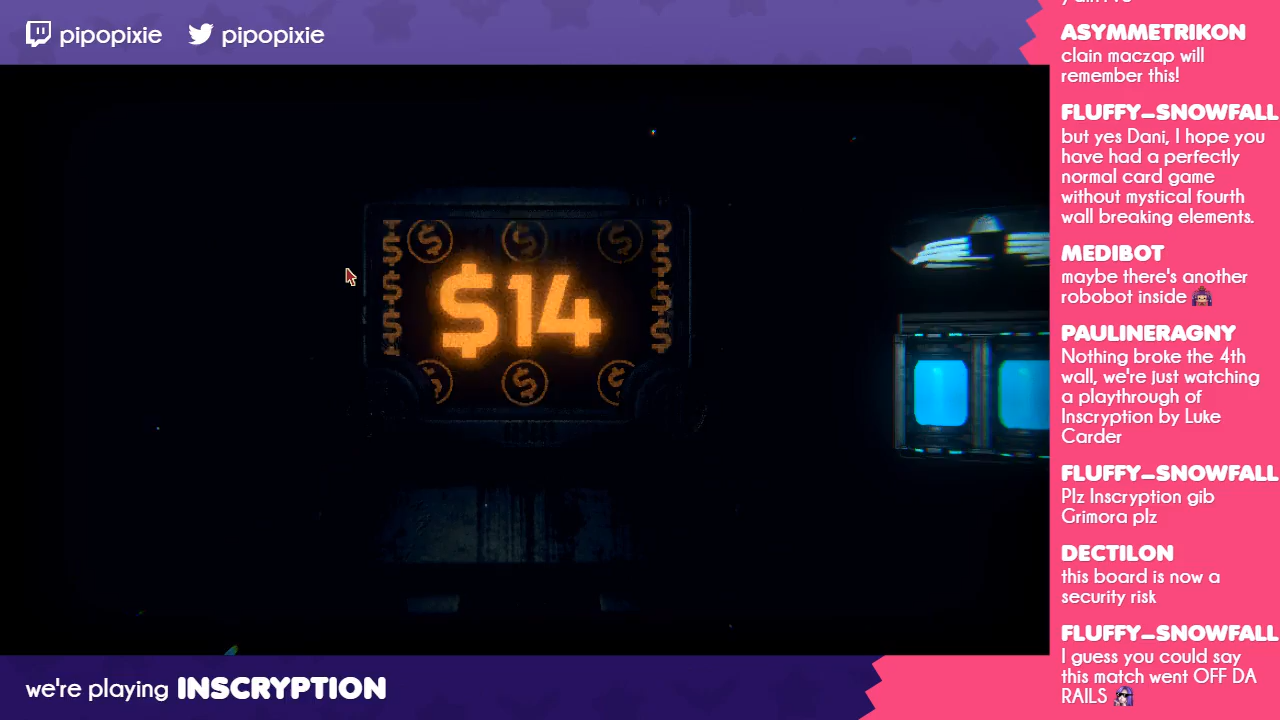 pipopixie pipopixie
$ $ $
$14
$ $ $
we're playing INSCRYPTION
ASYMMETRIKON
clain maczap will
remember this!
FLUFFY-SNOWFALL
but yes Dani, I hope you
have had a perfectly
normal card game
without mystical fourth
wall breaking elements.
MEDIBOT
maybe there's another
robobot inside
PAULINERAGNY
Nothing broke the 4th
wall, we're just watching
a playthrough of
Inscryption by Luke
Carder
FLUFFY-SNOWFALL
Plz Inscryption gib
Grimora plz
DECTILON
this board is now a
security risk
FLUFFY-SNOWFALL
I guess you could say
this match went OFF DA
RAILS